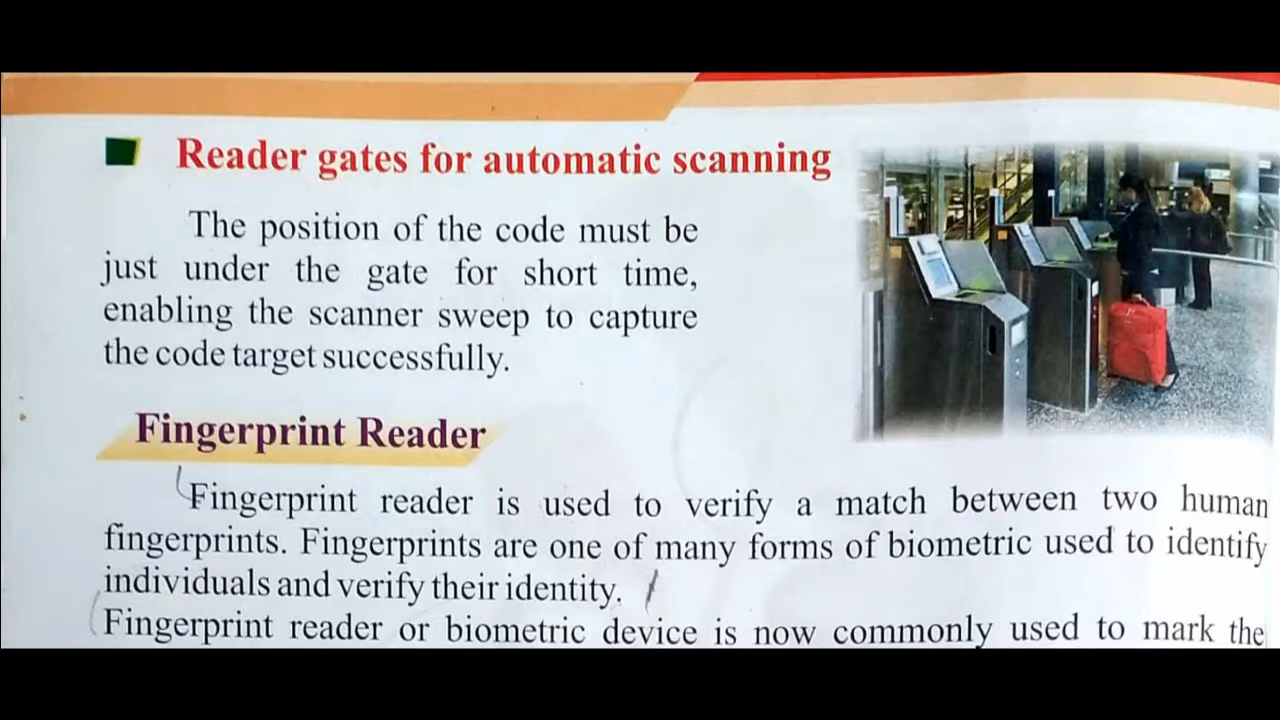 Reader gates for automatic scanning
The position of the code must be
just under the gate for short time,
enabling the scanner sweep to capture
the code target successfully.
Fingerprint Reader
Fingerprint reader is used to verify a match between two human
fingerprints. Fingerprints are one of many forms of biometric used to identify
individuals and verify their identity.
Fingerprint reader or biometric device is now commonly used to mark the